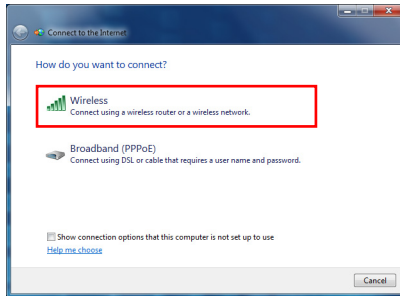 Connect to the Internet
How do you want to connect?
Wireless
Connect using a wireless router or a wireless network.
Broadband (PPPoE)
Connect using DSL or cable that requires a user name and password.
Show connection options that this computer is not set up to use
Help me choose
Cancel